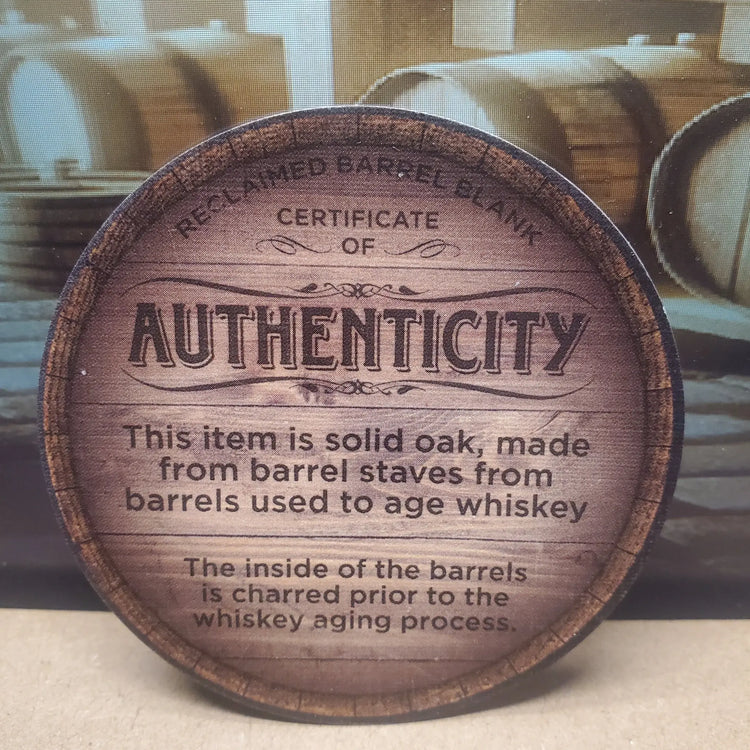 RECLAIMED BARREL BLANK
CERTIFICATE
OF
AUTHENTICITY
This item is solid oak, made
from barrel staves from
barrels used to age whiskey
The inside of the barrels
is charred prior to the
whiskey aging process.